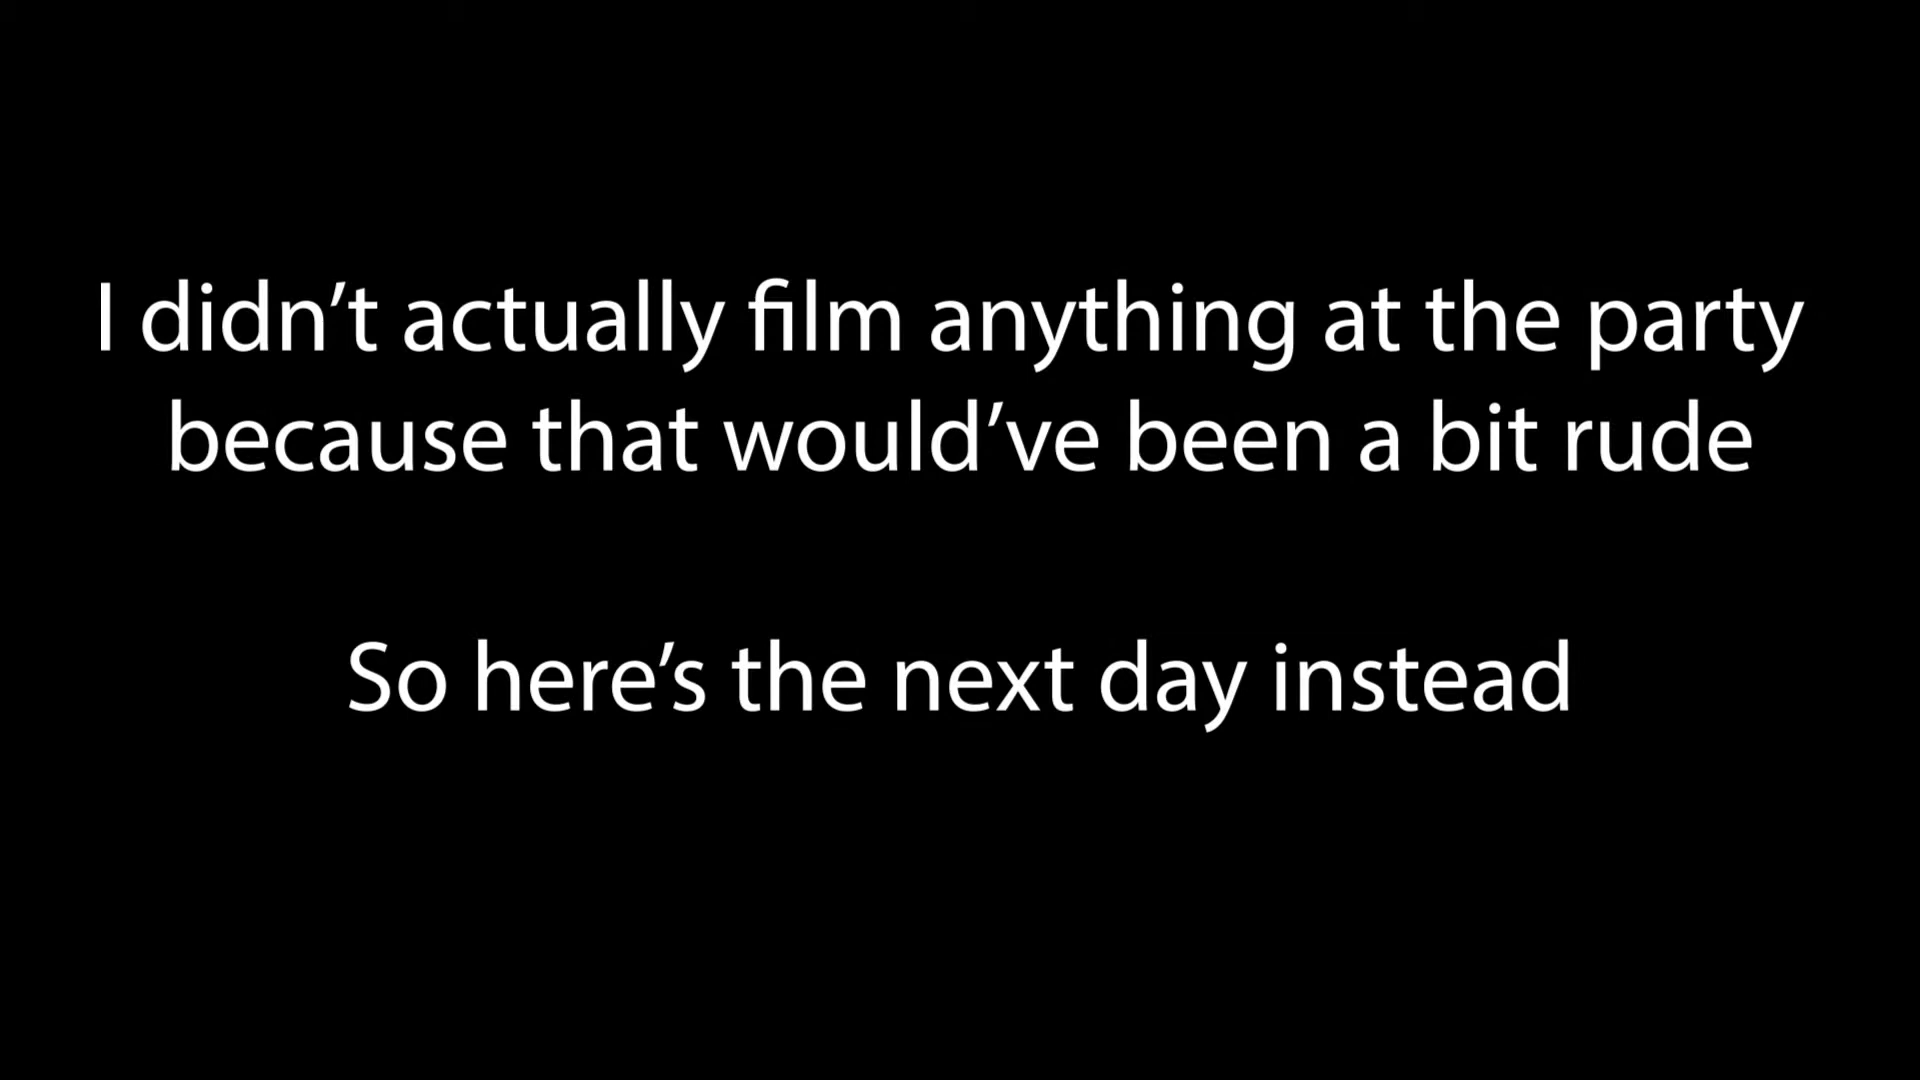 I didn’t actually film anything at the party
because that would’ve been a bit rude
So here’s the next day instead